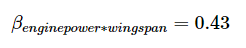 β_{enginepower∗wingspan} = 0.43